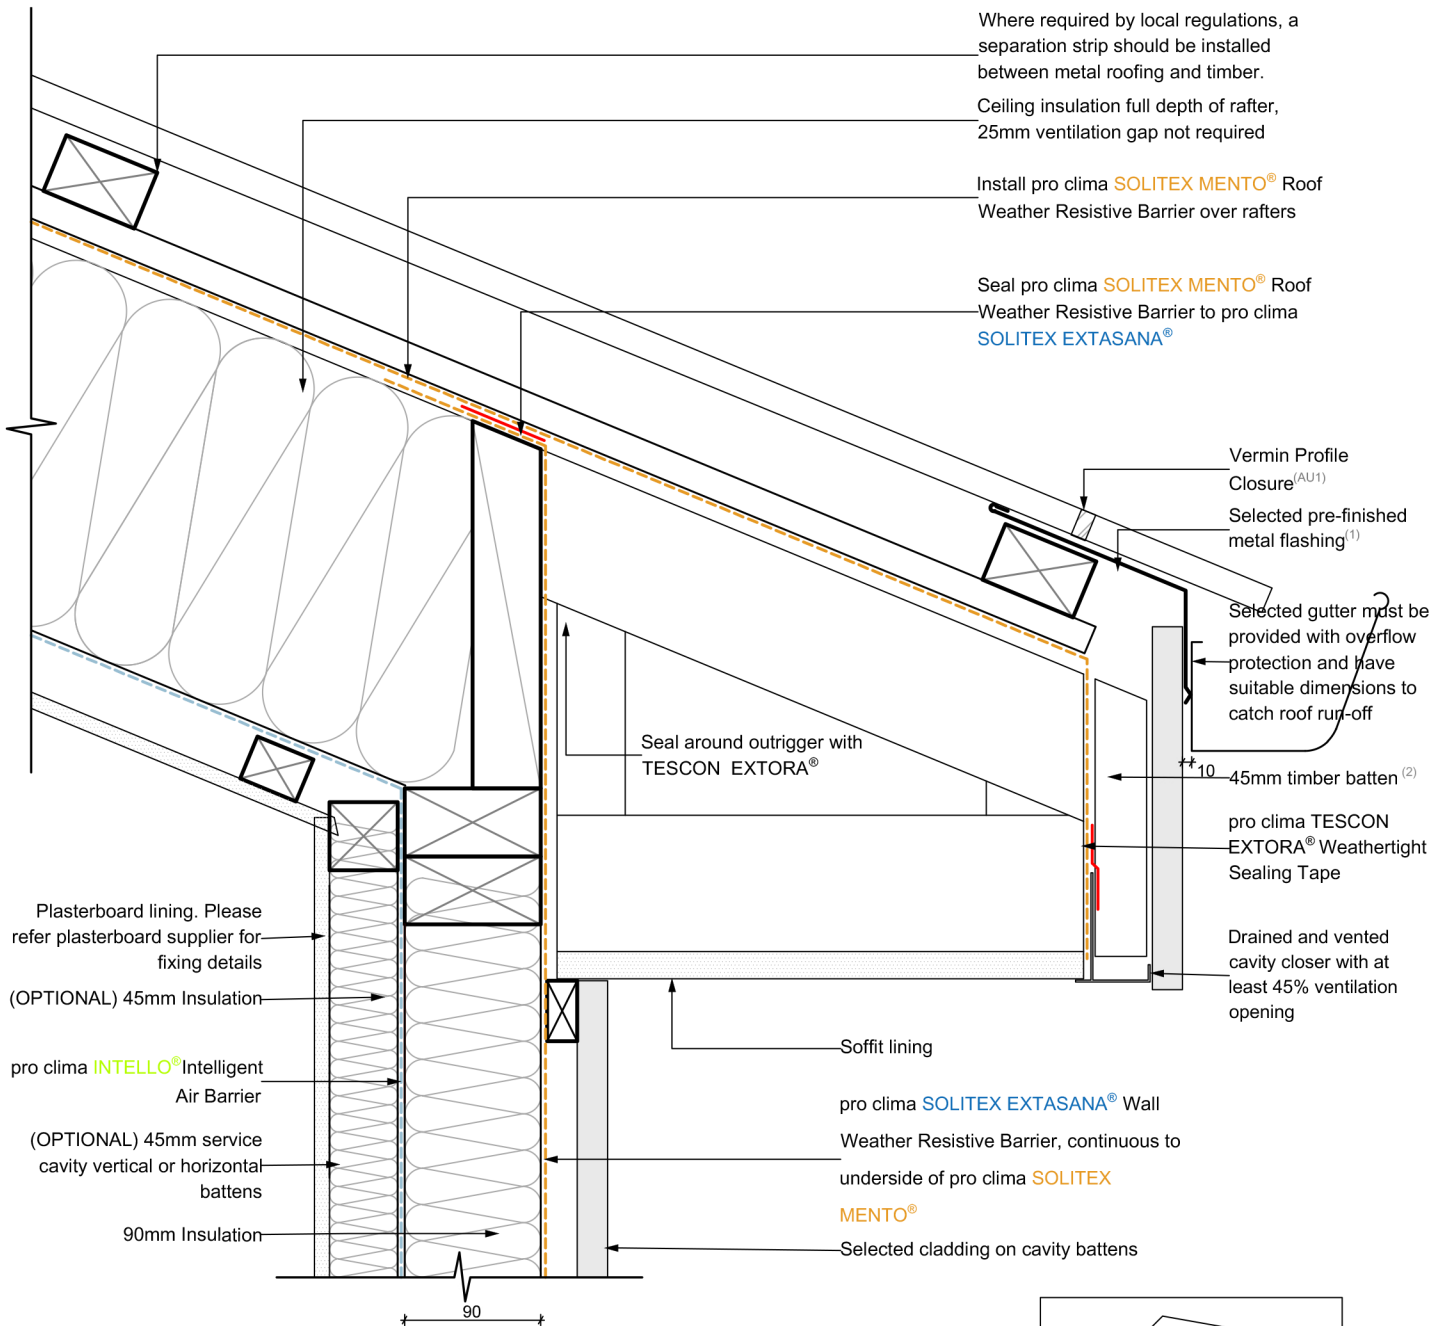 Where required by local regulations, a
separation strip should be installed
between metal roofing and timber.
Ceiling insulation full depth of rafter,
25mm ventilation gap not required
Install pro clima SOLITEX MENTO® Roof
Weather Resistive Barrier over rafters
Seal pro clima SOLITEX MENTO® Roof
Weather Resistive Barrier to pro clima
SOLITEX EXTASANA®
Vermin Profile
Closure(AU1)
Selected pre-finished
metal flashing(1)
Selected gutter must be
provided with overflow
protection and have
suitable dimensions to
catch roof run-off
10
45mm timber batten (2)
pro clima TESCON
EXTORA® Weathertight
Sealing Tape
Drained and vented
cavity closer with at
least 45% ventilation
opening
Seal around outrigger with
TESCON EXTORA®
Plasterboard lining. Please
refer plasterboard supplier for
fixing details
(OPTIONAL) 45mm Insulation
pro clima INTELLO® Intelligent
Air Barrier
(OPTIONAL) 45mm service
cavity vertical or horizontal
battens
90mm Insulation
Soffit lining
pro clima SOLITEX EXTASANA® Wall
Weather Resistive Barrier, continuous to
underside of pro clima SOLITEX
MENTO®
Selected cladding on cavity battens
90